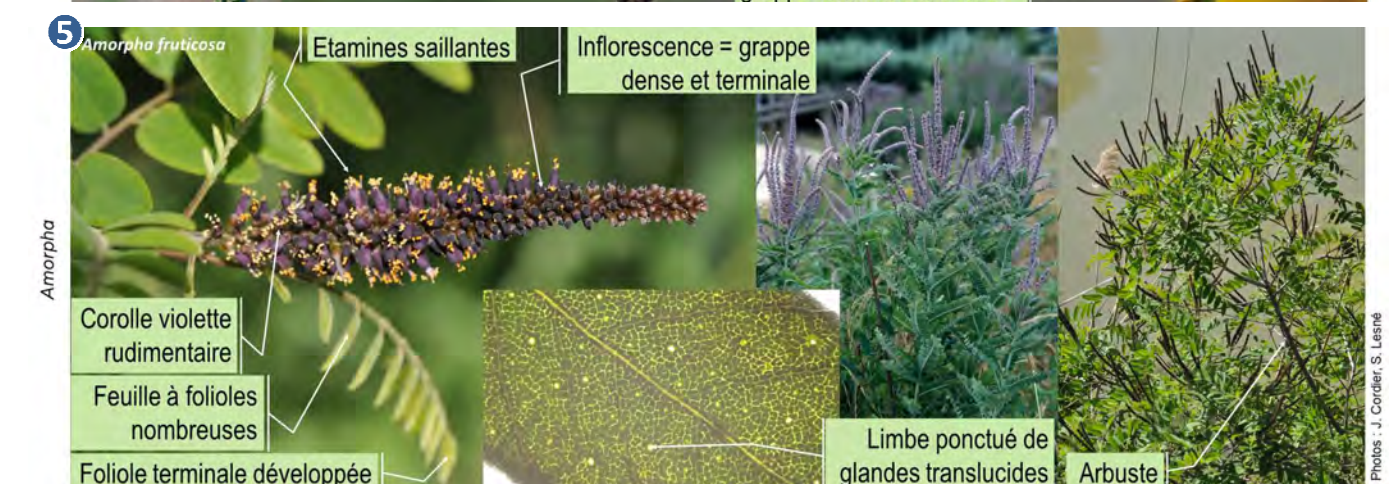 5
Amorpha fruticosa
Etamines saillantes
Inflorescence = grappe
dense et terminale
Amorpha
Corolle violette
rudimentaire
Feuille à folioles
nombreuses
Foliole terminale développée
Limbe ponctué de
glandes translucides
Arbuste
Photos : J. Cordier, S. Lesné